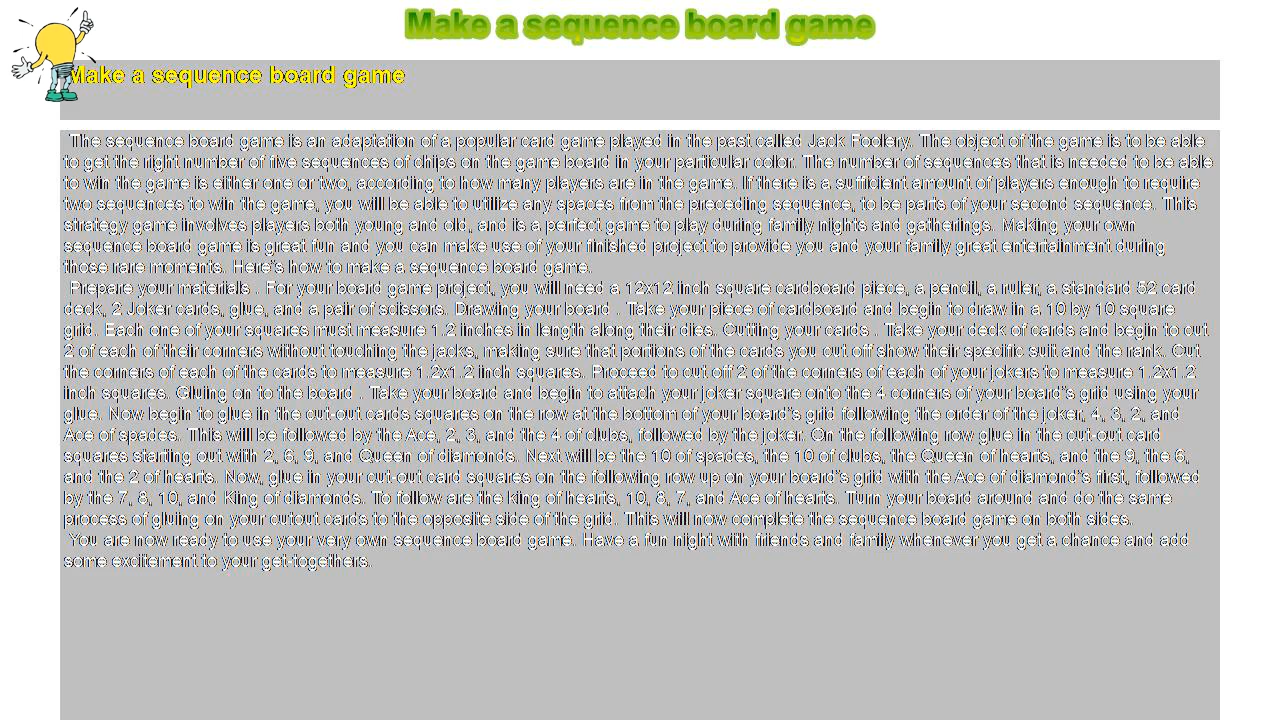 Make a sequence board game
Make a sequence board game
The sequence board game is an adaptation of a popular card game played in the past called Jack Foolery. The object of the game is to be able
to get the right number of five sequences of chips on the game board in your particular color. The number of sequences that is needed to be able
to win the game is either one or two, according to how many players are in the game. If there is a sufficient amount of players enough to require
two sequences to win the game, you will be able to utilize any spaces from the preceding sequence, to be parts of your second sequence. This
strategy game involves players both young and old, and is a perfect game to play during family nights and gatherings. Making your own
sequence board game is great fun and you can make use of your finished project to provide you and your family great entertainment during
those rare moments. Here's how to make a sequence board game.
Prepare your materials . For your board game project, you will need a 12x12 inch square cardboard piece, a pencil, a ruler, a standard 52 card
deck, 2 Joker cards, glue, and a pair of scissors. Drawing your board . Take your piece of cardboard and begin to draw in a 10 by 10 square
grid. Each one of your squares must measure 1.2 inches in length along their dies. Cutting your cards . Take your deck of cards and begin to cut
2 of each of their corners without touching the jacks, making sure that portions of the cards you cut off show their specific suit and the rank. Cut
the corners of each of the cards to measure 1.2x1.2 inch squares. Proceed to cut off 2 of the corners of each of your jokers to measure 1.2x1.2
inch squares. Gluing on to the board . Take your board and begin to attach your joker square onto the 4 corners of your board's grid using your
glue. Now begin to glue in the cut-out cards squares on the row at the bottom of your board's grid following the order of the joker, 4, 3, 2, and
Ace of spades. This will be followed by the Ace, 2, 3, and the 4 of clubs, followed by the joker. On the following row glue in the cut-out card
squares starting out with 2, 6, 9, and Queen of diamonds. Next will be the 10 of spades, the 10 of clubs, the Queen of hearts, and the 9, the 6,
and the 2 of hearts. Now, glue in your cut-out card squares on the following row up on your board's grid with the Ace of diamond's first, followed
by the 7, 8, 10, and King of diamonds. To follow are the king of hearts, 10, 8, 7, and Ace of hearts. Turn your board around and do the same
process of gluing on your cutout cards to the opposite side of the grid. This will now complete the sequence board game on both sides.
You are now ready to use your very own sequence board game. Have a fun night with friends and family whenever you get a chance and add
some excitement to your get-togethers.